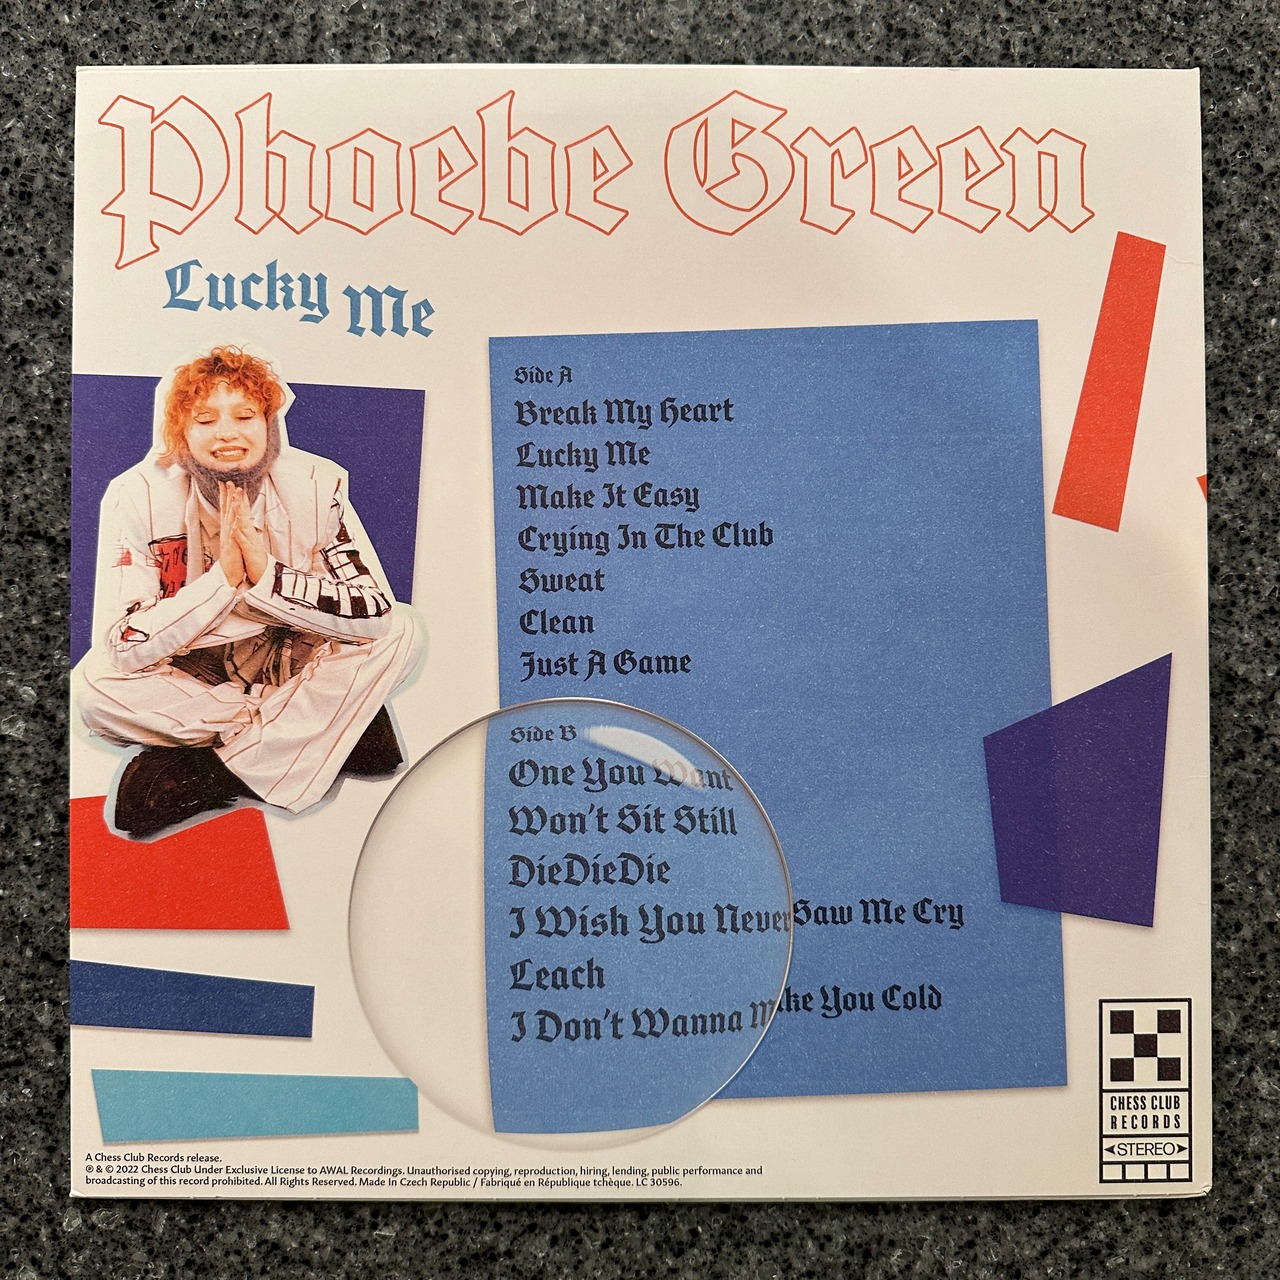 Phoebe Green
Lucky Me
Side A
Break My Heart
Lucky Me
Make It Easy
Crying In The Club
Sweat
Clean
Just A Game
Side B
One You Want
Won't Sit Still
DieDieDie
I Wish You Never Saw Me Cry
Leach
I Don't Wanna Make You Cold
CHESS CLUB
RECORDS
STEREO
A Chess Club Records release.
℗ & © 2022 Chess Club Under Exclusive License to AWAL Recordings. Unauthorised copying, reproduction, hiring, lending, public performance and
broadcasting of this record prohibited. All Rights Reserved. Made In Czech Republic / Fabriqué en République tchèque. LC 30596.